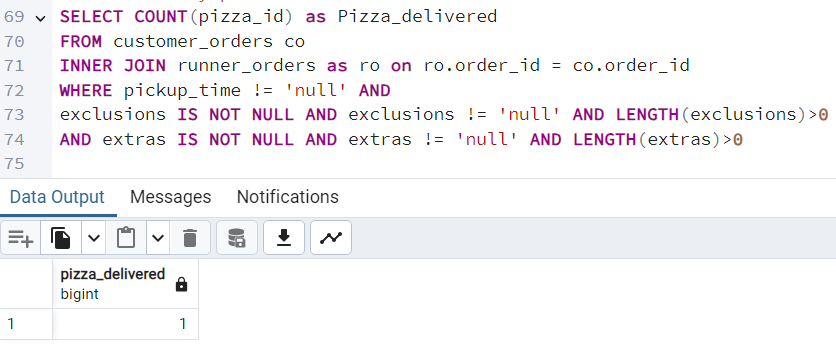 69 SELECT COUNT(pizza_id) as Pizza_delivered
70 FROM customer_orders co
71 INNER JOIN runner_orders as ro on ro.order_id = co.order_id
72 WHERE pickup_time != 'null' AND
73 exclusions IS NOT NULL AND exclusions != 'null' AND LENGTH(exclusions)>0
74 AND extras IS NOT NULL AND extras != 'null' AND LENGTH(extras)>0
75
Data Output Messages Notifications
pizza_delivered
bigint
1 1